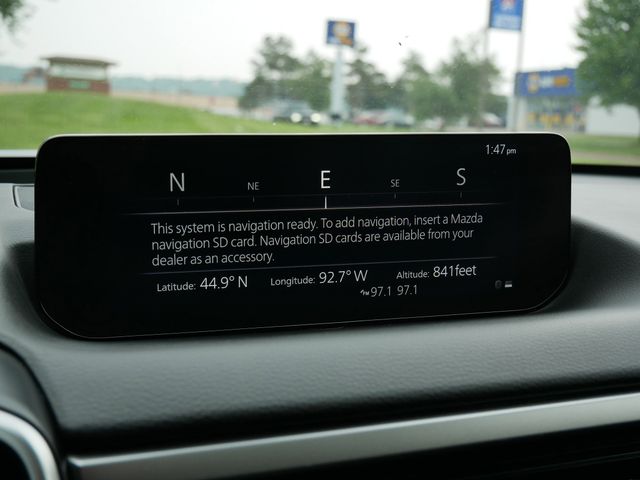 1:47pm
N NE E SE S
This system is navigation ready. To add navigation, insert a Mazda
navigation SD card. Navigation SD cards are available from your
dealer as an accessory.
Latitude: 44.9° N Longitude: 92.7° W Altitude: 841feet
FM 97.1 97.1